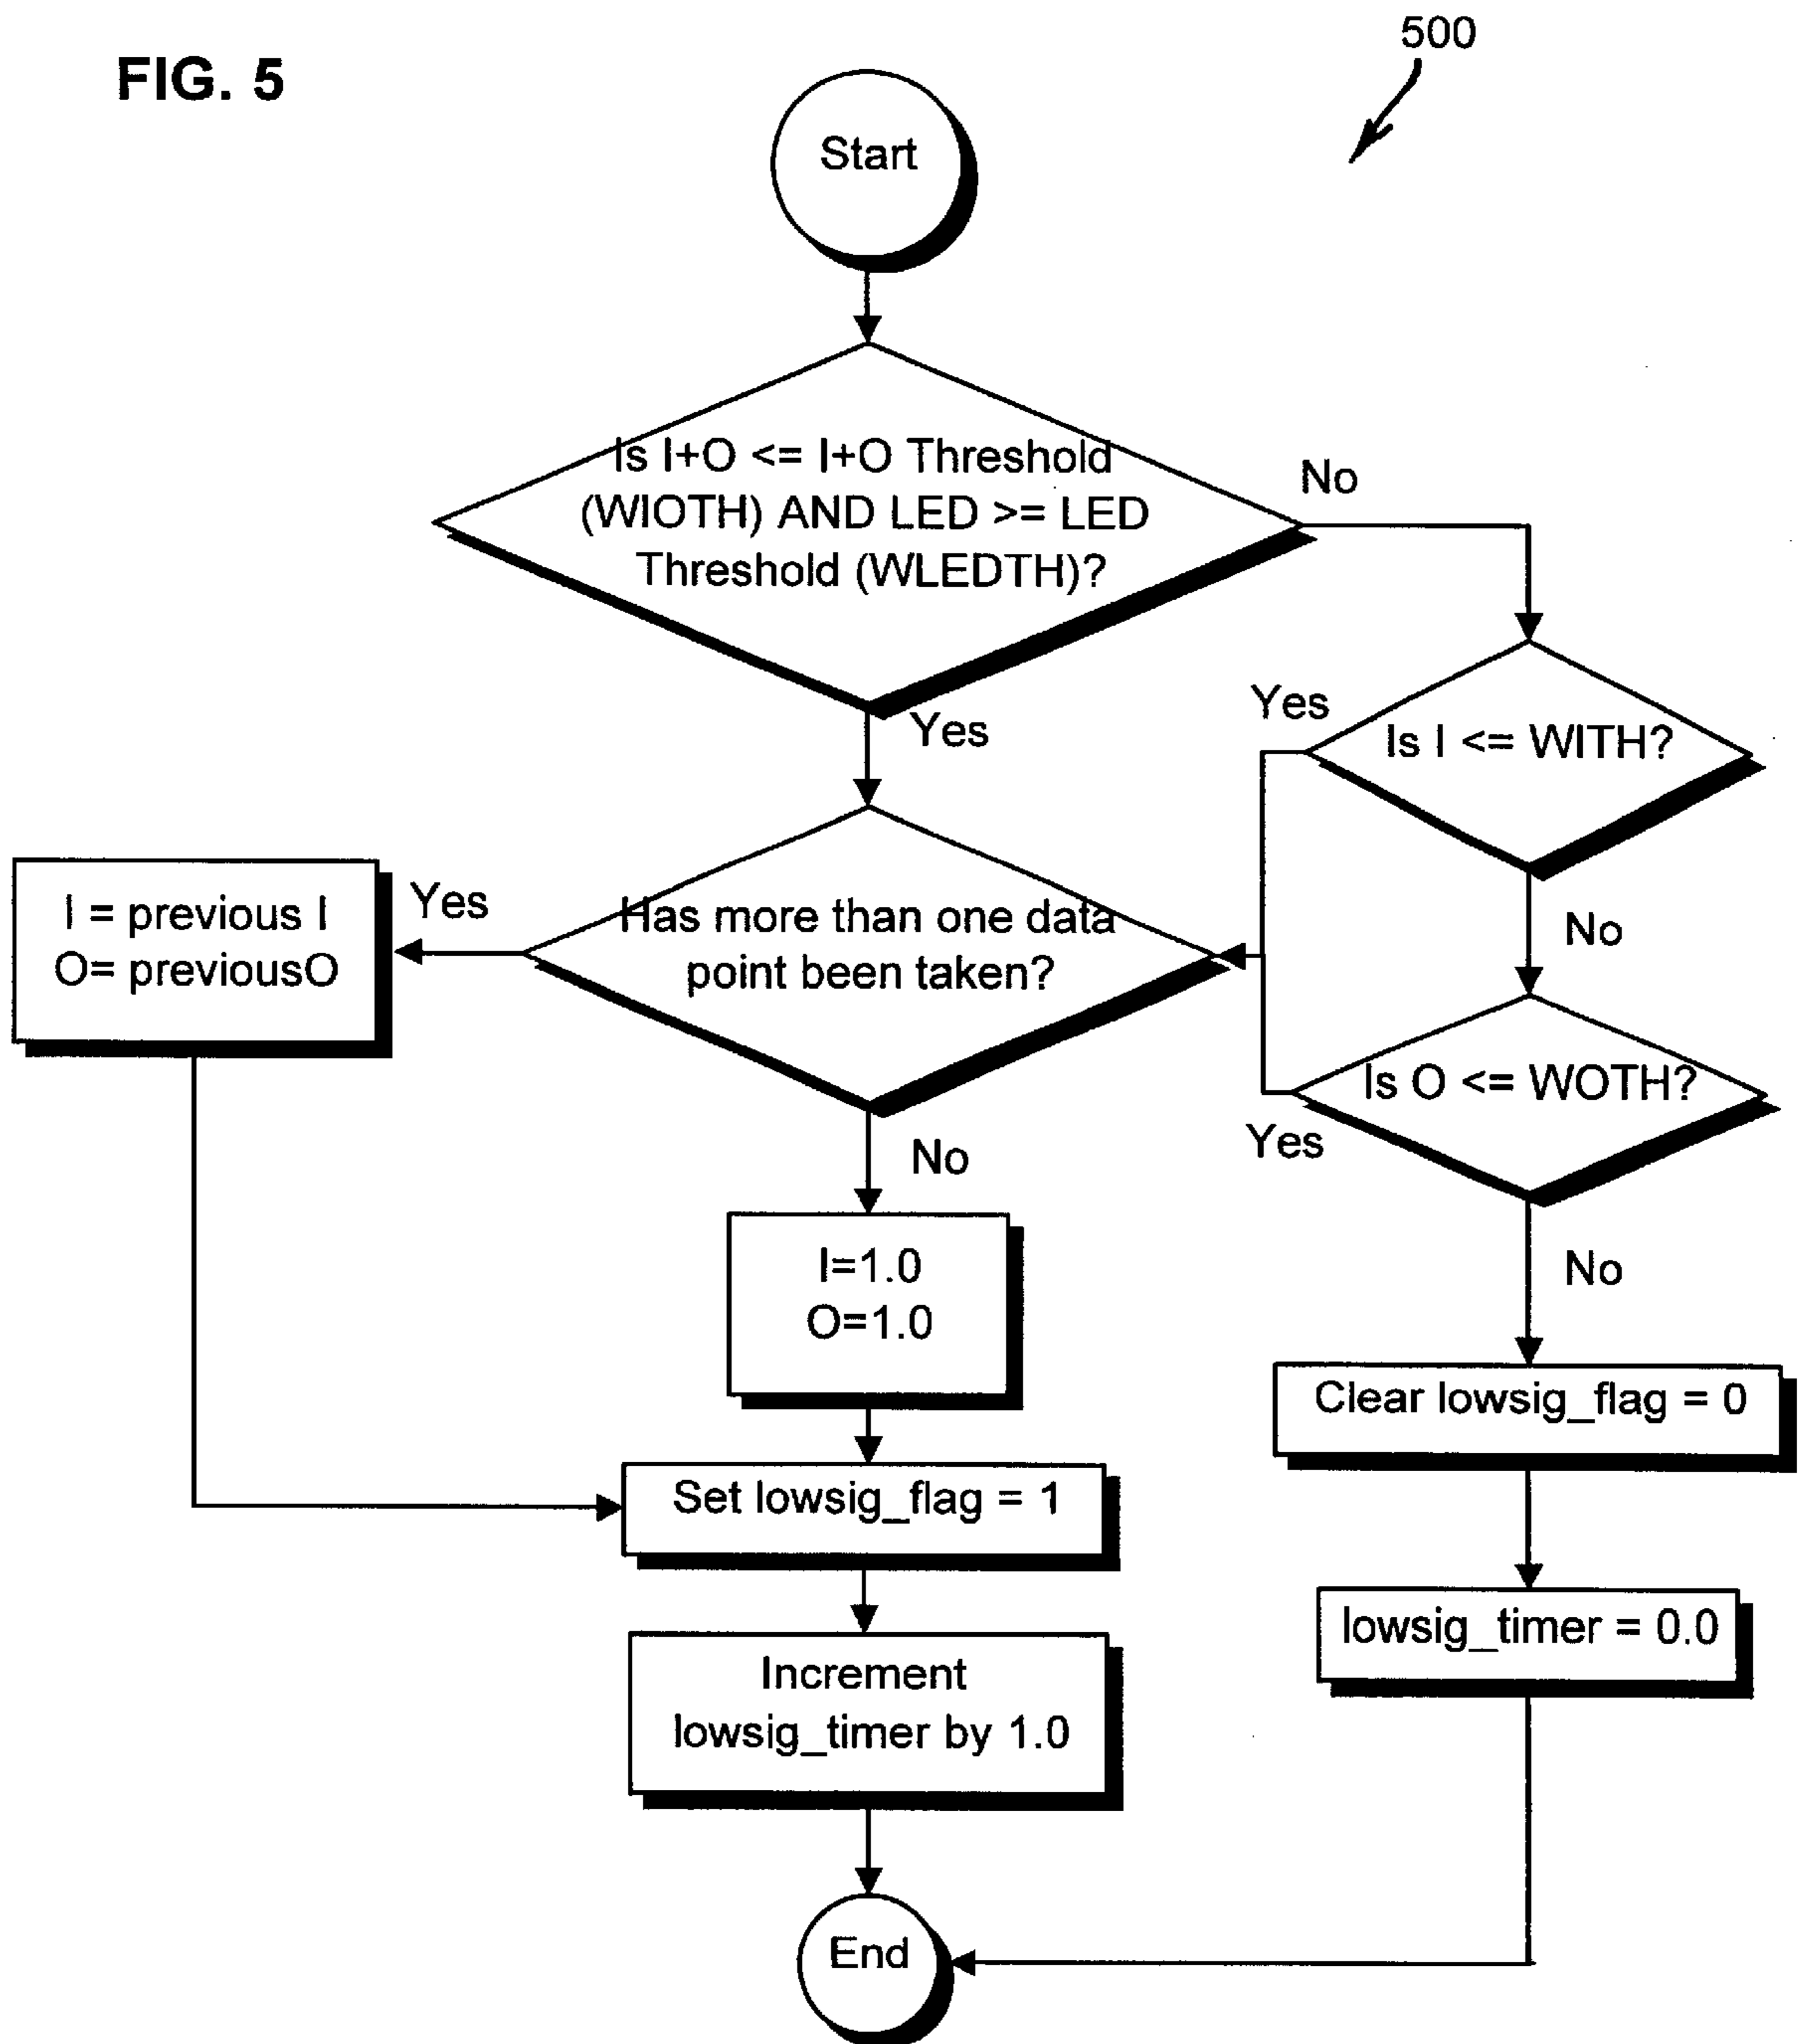 FIG. 5
500
Start
Is I+O <= I+O Threshold
(WIOTH) AND LED >= LED
Threshold (WLEDTH)?
No
Yes
Yes
Is I <= WITH?
No
Has more than one data
point been taken?
Yes
I = previous I
O= previousO
Is O <= WOTH?
Yes
No
No
I=1.0
O=1.0
Clear lowsig_flag = 0
Set lowsig_flag = 1
lowsig_timer = 0.0
Increment
lowsig_timer by 1.0
End